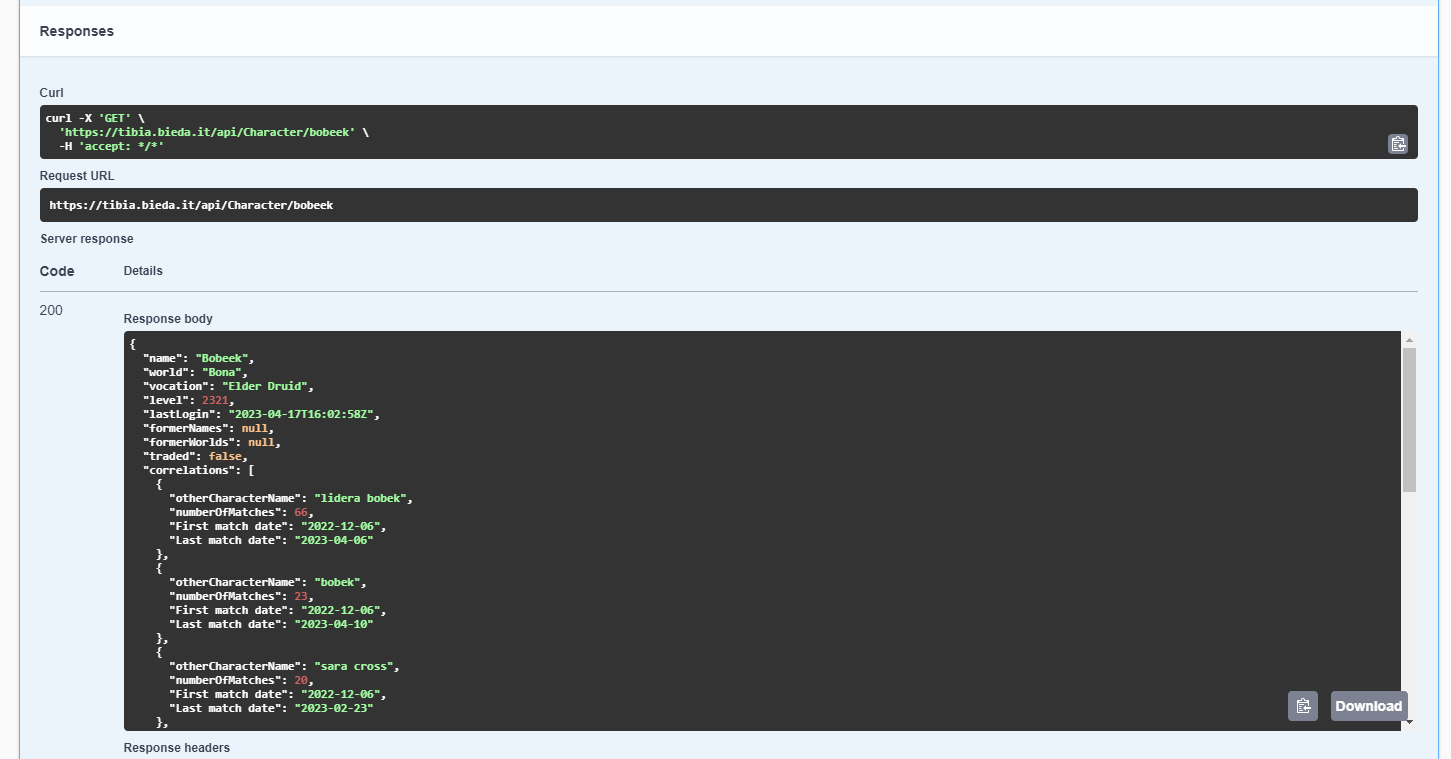 Responses
Curl
curl -X 'GET' \
  'https://tibia.bieda.it/api/Character/bobeek' \
  -H 'accept: */*'
Request URL
https://tibia.bieda.it/api/Character/bobeek
Server response
Code Details
200
Response body
{
  "name": "Bobeek",
  "world": "Bona",
  "vocation": "Elder Druid",
  "level": 2321,
  "lastLogin": "2023-04-17T16:02:58Z",
  "formerNames": null,
  "formerWorlds": null,
  "traded": false,
  "correlations": [
    {
      "otherCharacterName": "lidera bobek",
      "numberOfMatches": 66,
      "First match date": "2022-12-06",
      "Last match date": "2023-04-06"
    },
    {
      "otherCharacterName": "bobek",
      "numberOfMatches": 23,
      "First match date": "2022-12-06",
      "Last match date": "2023-04-10"
    },
    {
      "otherCharacterName": "sara cross",
      "numberOfMatches": 20,
      "First match date": "2022-12-06",
      "Last match date": "2023-02-23"
    },
Download
Response headers